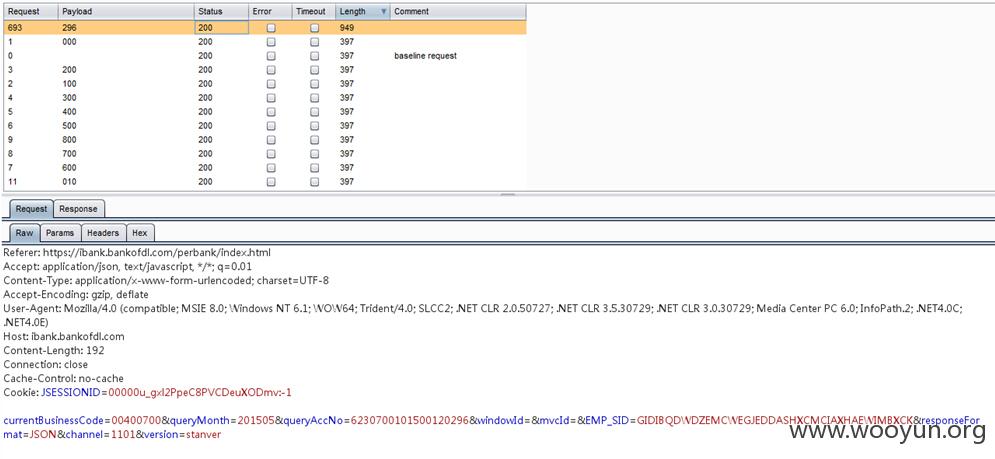 Request Payload Status Error Timeout Length Comment
693 296 200 949
1 000 200 397
0 200 397 baseline request
3 200 200 397
2 100 200 397
4 300 200 397
5 400 200 397
6 500 200 397
9 800 200 397
8 700 200 397
7 600 200 397
11 010 200 397
Request Response
Raw Params Headers Hex
Referer: https://ibank.bankofdl.com/perbank/index.html
Accept: application/json, text/javascript, */*; q=0.01
Content-Type: application/x-www-form-urlencoded; charset=UTF-8
Accept-Encoding: gzip, deflate
User-Agent: Mozilla/4.0 (compatible; MSIE 8.0; Windows NT 6.1; WOW64; Trident/4.0; SLCC2; .NET CLR 2.0.50727; .NET CLR 3.5.30729; .NET CLR 3.0.30729; Media Center PC 6.0; InfoPath.2; .NET4.0C;
.NET4.0E)
Host: ibank.bankofdl.com
Content-Length: 192
Connection: close
Cache-Control: no-cache
Cookie: JSESSIONID=00000u_gxl2PpeC8PVCDeuXODmv:-1
currentBusinessCode=00400700&queryMonth=201505&queryAccNo=6230700101500120296&windowId=&mvcId=&EMP_SID=GIDIBQDWDZEMCWEGJEDDASHXCMCIAXHAEWIMBXCK&responseFor
mat=JSON&channel=1101&version=stanver
www.wooyun.org